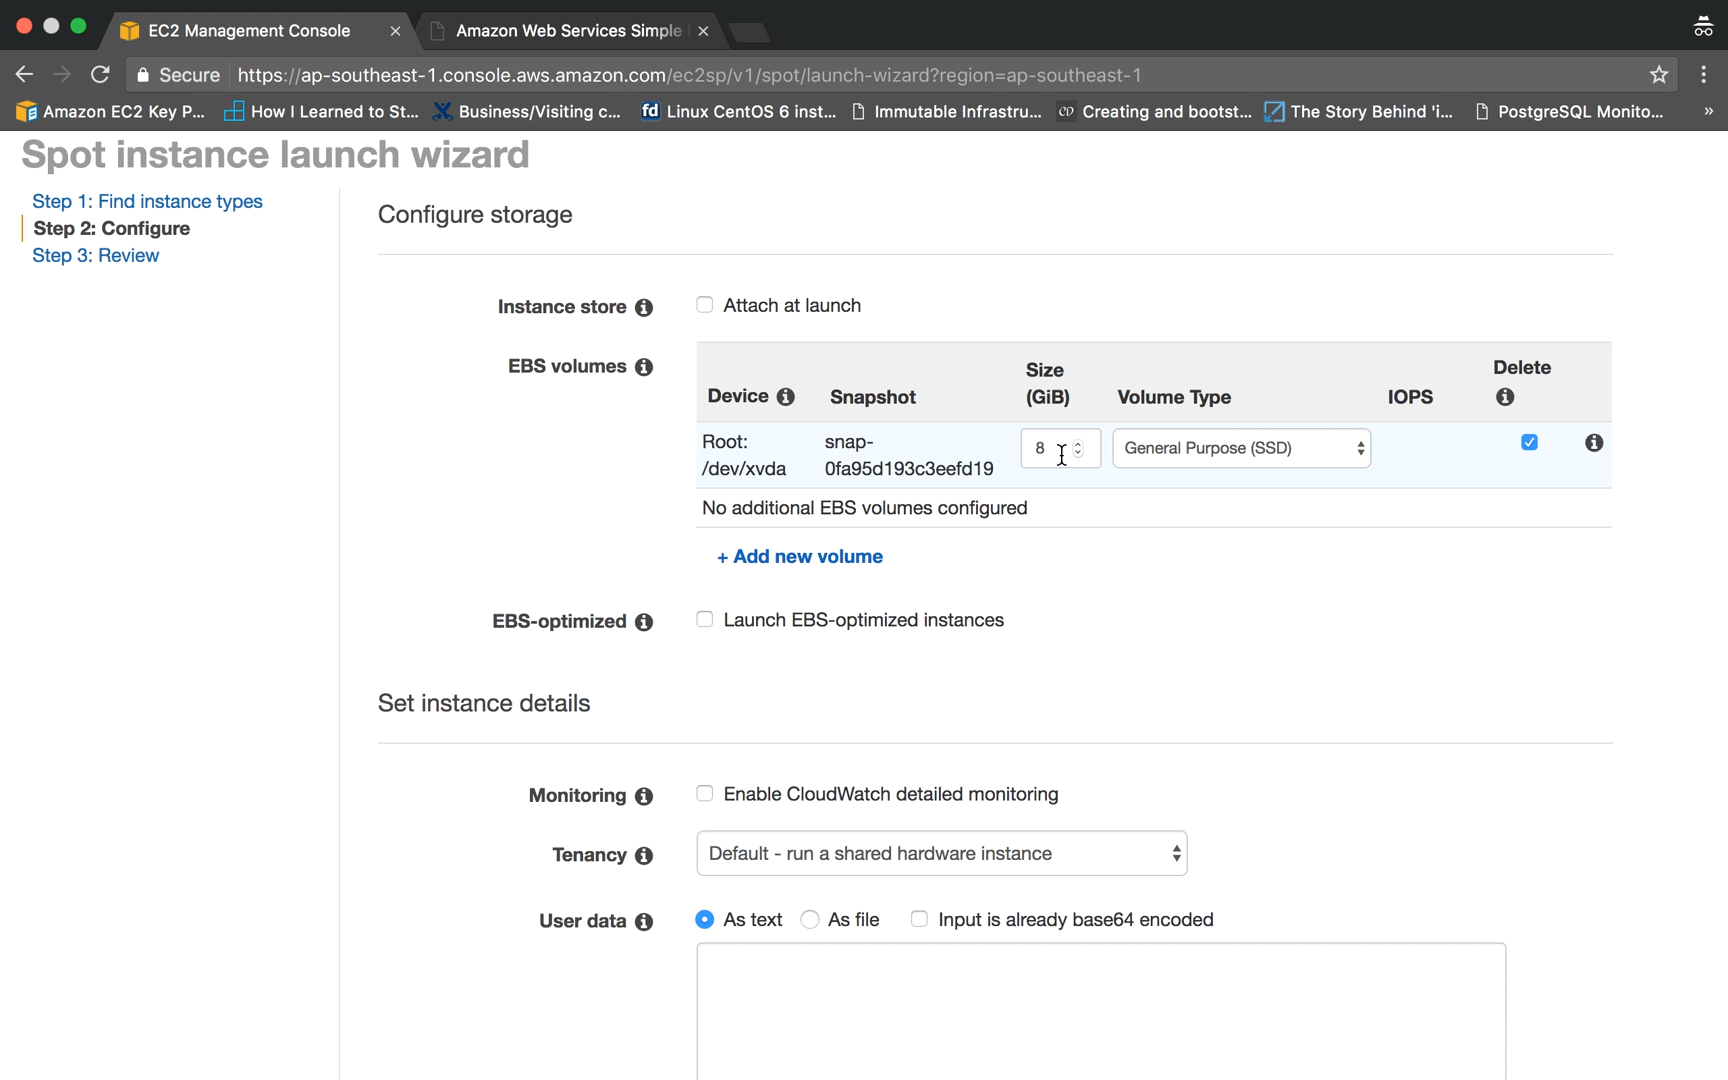 EC2 Management Console
Amazon Web Services Simple
Secure https://ap-southeast-1.console.aws.amazon.com/ec2sp/v1/spot/launch-wizard?region=ap-southeast-1
Amazon EC2 Key P... How I Learned to St... Business/Visiting c... fd Linux CentOS 6 inst... Immutable Infrastru... Creating and bootst... The Story Behind 'i... PostgreSQL Monito... »
Spot instance launch wizard
Step 1: Find instance types
Step 2: Configure
Step 3: Review
Configure storage
Instance store Attach at launch
EBS volumes
Device Snapshot Size (GiB) Volume Type IOPS Delete
Root: /dev/xvda snap-0fa95d193c3eefd19 8 General Purpose (SSD)
No additional EBS volumes configured
+ Add new volume
EBS-optimized Launch EBS-optimized instances
Set instance details
Monitoring Enable CloudWatch detailed monitoring
Tenancy Default - run a shared hardware instance
User data As text As file Input is already base64 encoded